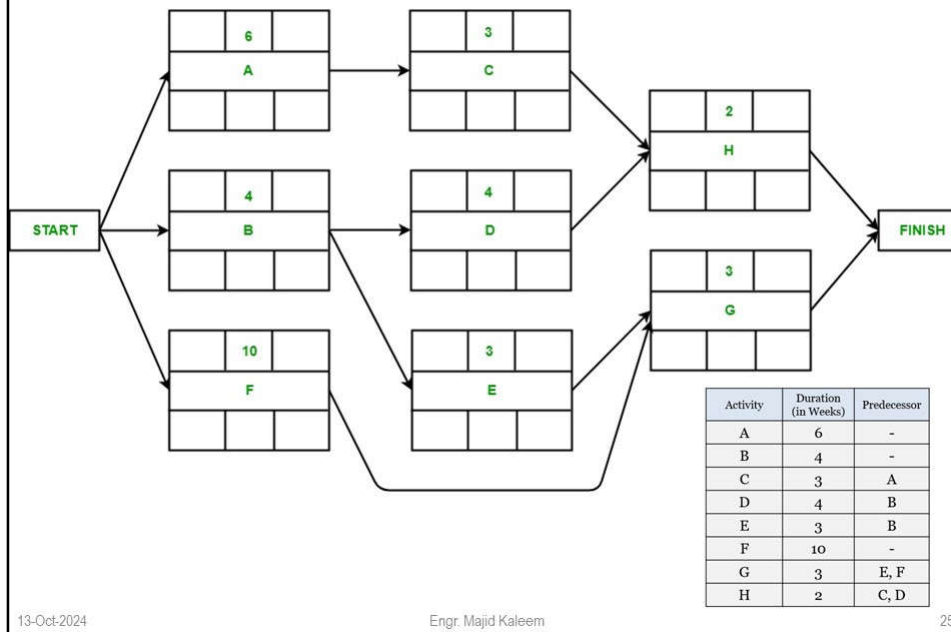 6
A
3
C
2
H
START
4
B
4
D
FINISH
3
G
10
F
3
E
Activity Duration (in Weeks) Predecessor
A 6 -
B 4 -
C 3 A
D 4 B
E 3 B
F 10 -
G 3 E, F
H 2 C, D
13-Oct-2024 Engr. Majid Kaleem 25